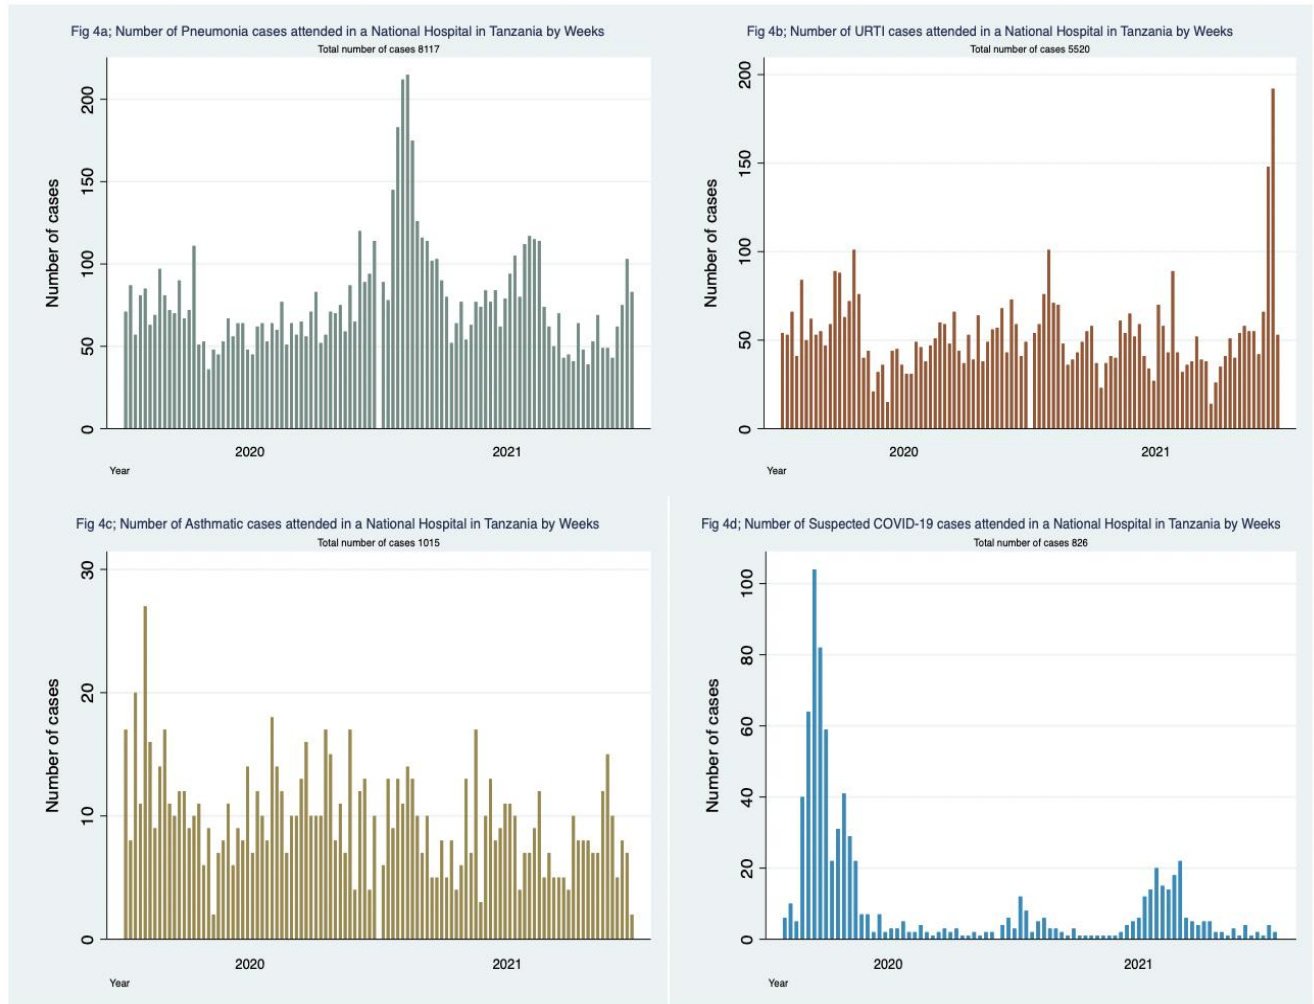 Fig 4a; Number of Pneumonia cases attended in a National Hospital in Tanzania by Weeks
Total number of cases 8117
Number of cases
200
150
100
50
0
2020
2021
Year
Fig 4b; Number of URTI cases attended in a National Hospital in Tanzania by Weeks
Total number of cases 5520
Number of cases
200
150
100
50
0
2020
2021
Year
Fig 4c; Number of Asthmatic cases attended in a National Hospital in Tanzania by Weeks
Total number of cases 1015
Number of cases
30
20
10
0
2020
2021
Year
Fig 4d; Number of Suspected COVID-19 cases attended in a National Hospital in Tanzania by Weeks
Total number of cases 826
Number of cases
100
80
60
40
20
0
2020
2021
Year